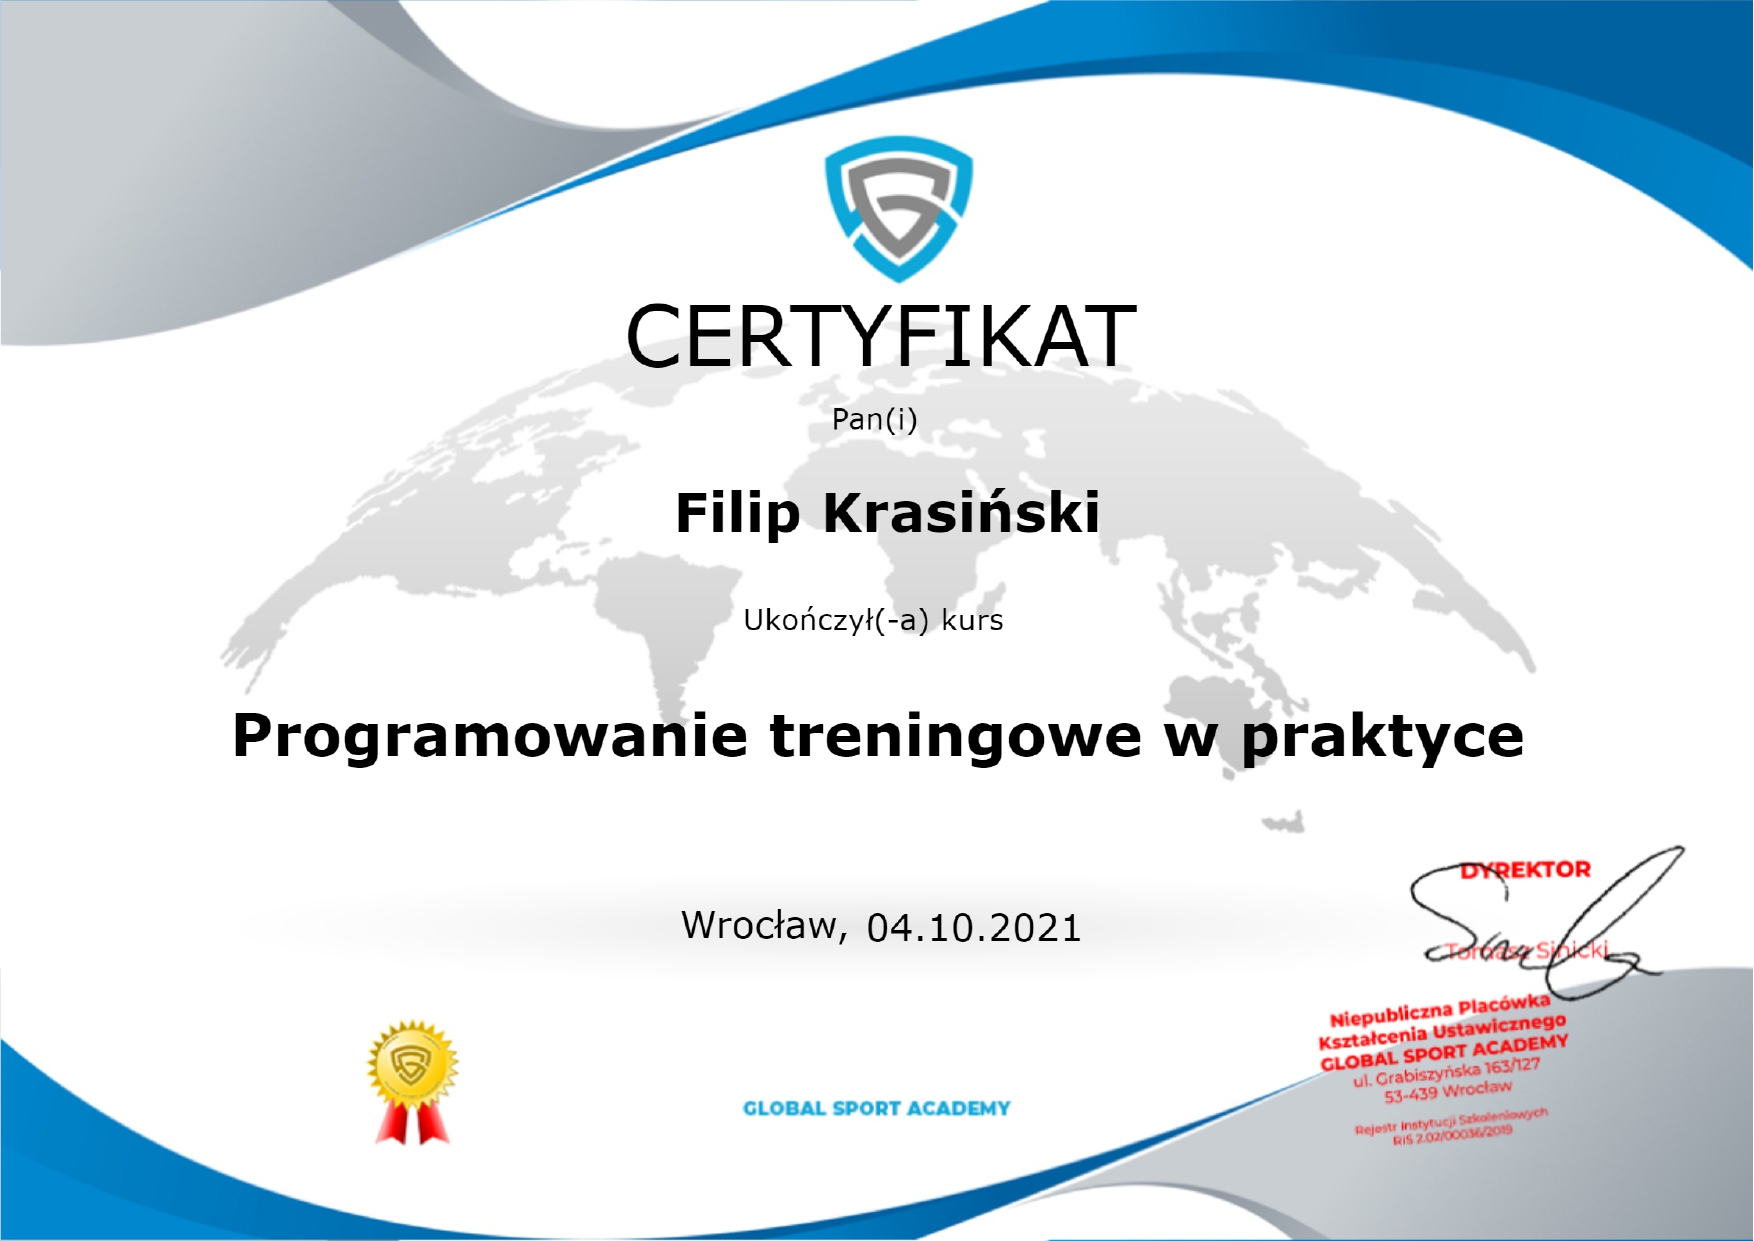 CERTYFIKAT
Pan(i)
Filip Krasiński
Ukończył(-a) kurs
Programowanie treningowe w praktyce
Wrocław, 04.10.2021
DYREKTOR
Tomasz Sinicki
Niepubliczna Placówka
Kształcenia Ustawicznego
GLOBAL SPORT ACADEMY
ul. Grabiszyńska 163/127
53-439 Wrocław
Rejestr Instytucji Szkoleniowych
RIS 2.02/00036/2019
GLOBAL SPORT ACADEMY